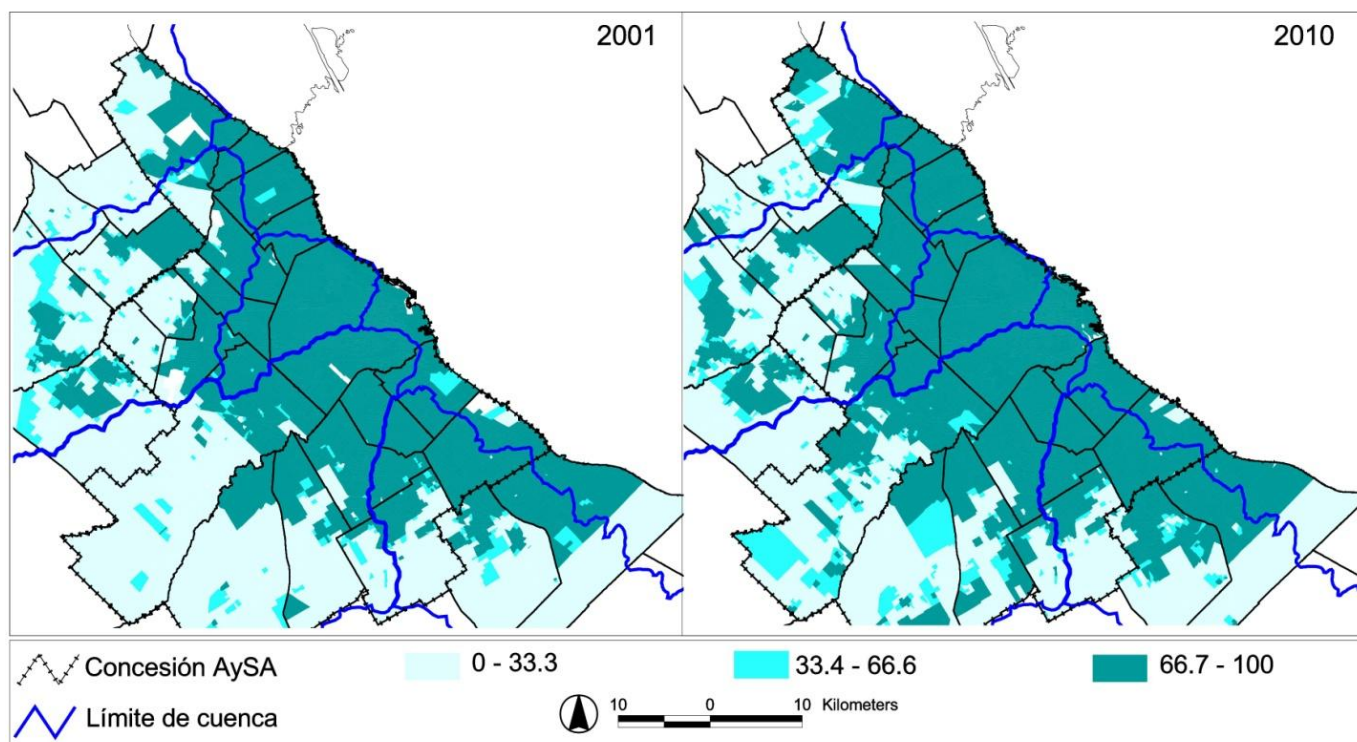 2001
2010
Concesión AySA
0 - 33.3
33.4 - 66.6
66.7 - 100
Límite de cuenca
10 0 10 Kilometers